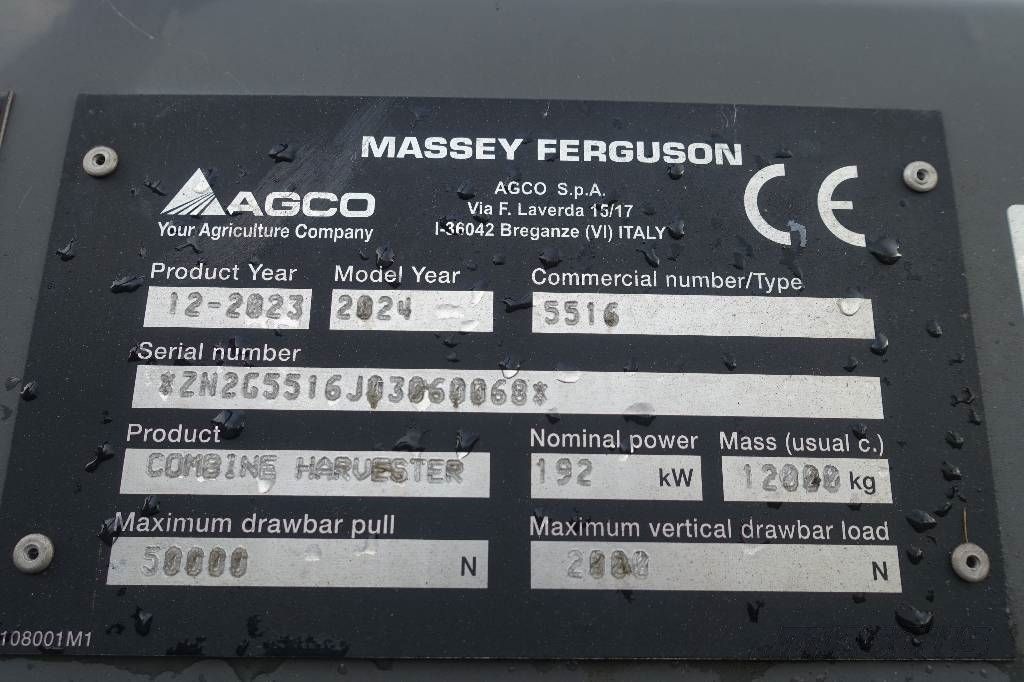 MASSEY FERGUSON
AGCO
Your Agriculture Company
AGCO S.p.A.
Via F. Laverda 15/17
I-36042 Breganze (VI) ITALY
CE
Product Year Model Year Commercial number/Type
12-2023 2024 5516
Serial number
*ZN2G5516J03060068*
Product Nominal power Mass (usual c.)
COMBINE HARVESTER 192 kW 12000 kg
Maximum drawbar pull Maximum vertical drawbar load
50000 N 2000 N
108001M1